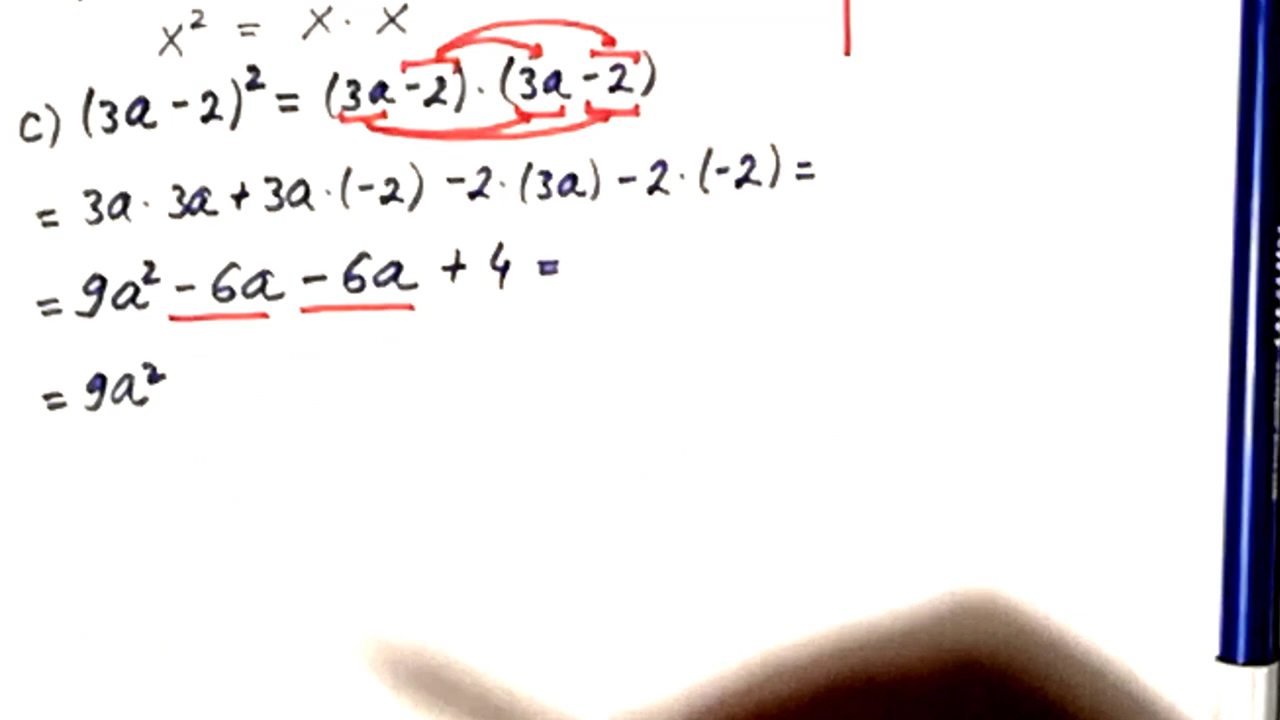 x² = x · x
c) (3a - 2)² = (3a - 2) · (3a - 2)
= 3a · 3a + 3a · (-2) - 2 · (3a) - 2 · (-2) =
= 9a² - 6a - 6a + 4 =
= 9a²